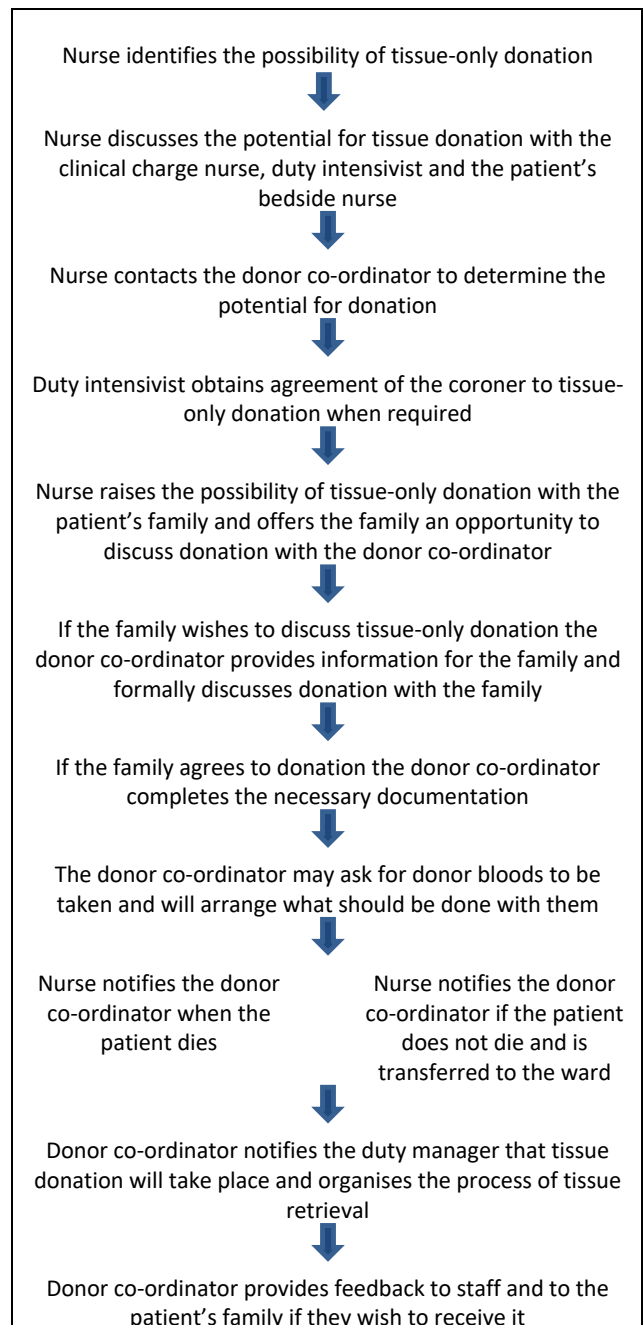 Nurse identifies the possibility of tissue-only donation
Nurse discusses the potential for tissue donation with the
clinical charge nurse, duty intensivist and the patient’s
bedside nurse
Nurse contacts the donor co-ordinator to determine the
potential for donation
Duty intensivist obtains agreement of the coroner to tissue-
only donation when required
Nurse raises the possibility of tissue-only donation with the
patient’s family and offers the family an opportunity to
discuss donation with the donor co-ordinator
If the family wishes to discuss tissue-only donation the
donor co-ordinator provides information for the family and
formally discusses donation with the family
If the family agrees to donation the donor co-ordinator
completes the necessary documentation
The donor co-ordinator may ask for donor bloods to be
taken and will arrange what should be done with them
Nurse notifies the donor
co-ordinator when the
patient dies
Nurse notifies the donor
co-ordinator if the patient
does not die and is
transferred to the ward
Donor co-ordinator notifies the duty manager that tissue
donation will take place and organises the process of tissue
retrieval
Donor co-ordinator provides feedback to staff and to the
patient’s family if they wish to receive it